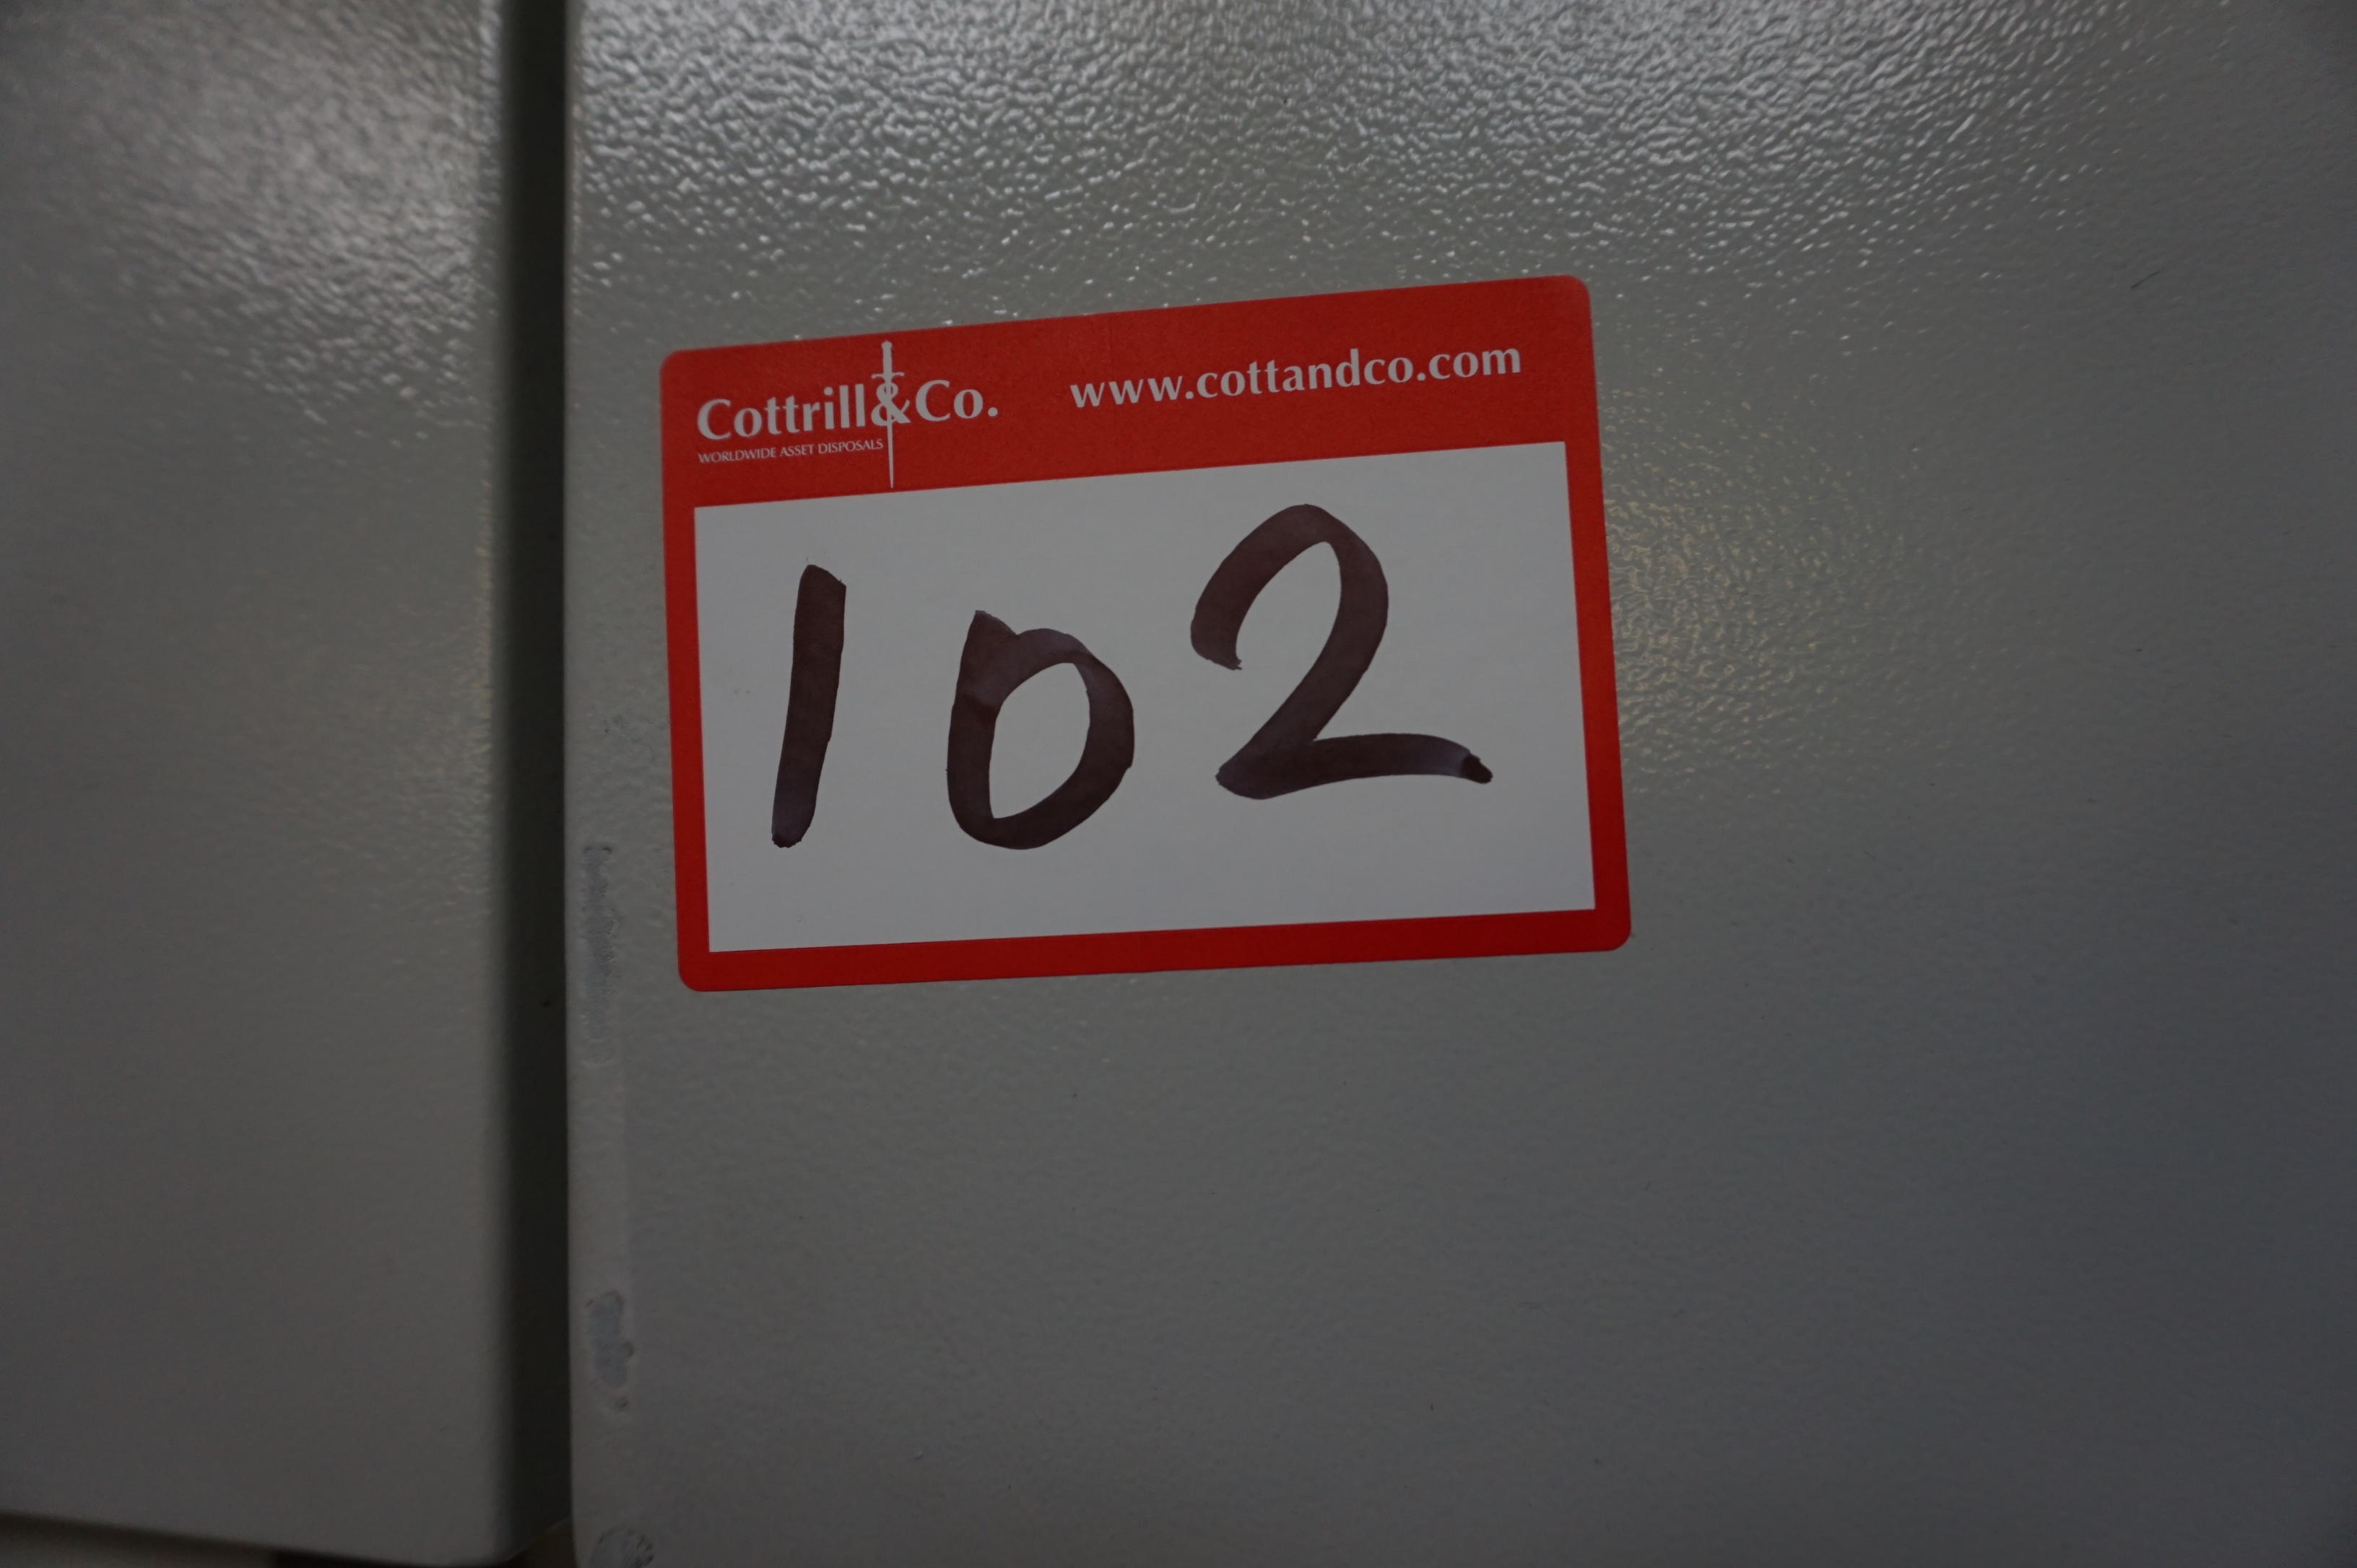 Cottrill&Co. www.cottandco.com
WORLDWIDE ASSET DISPOSALS
102